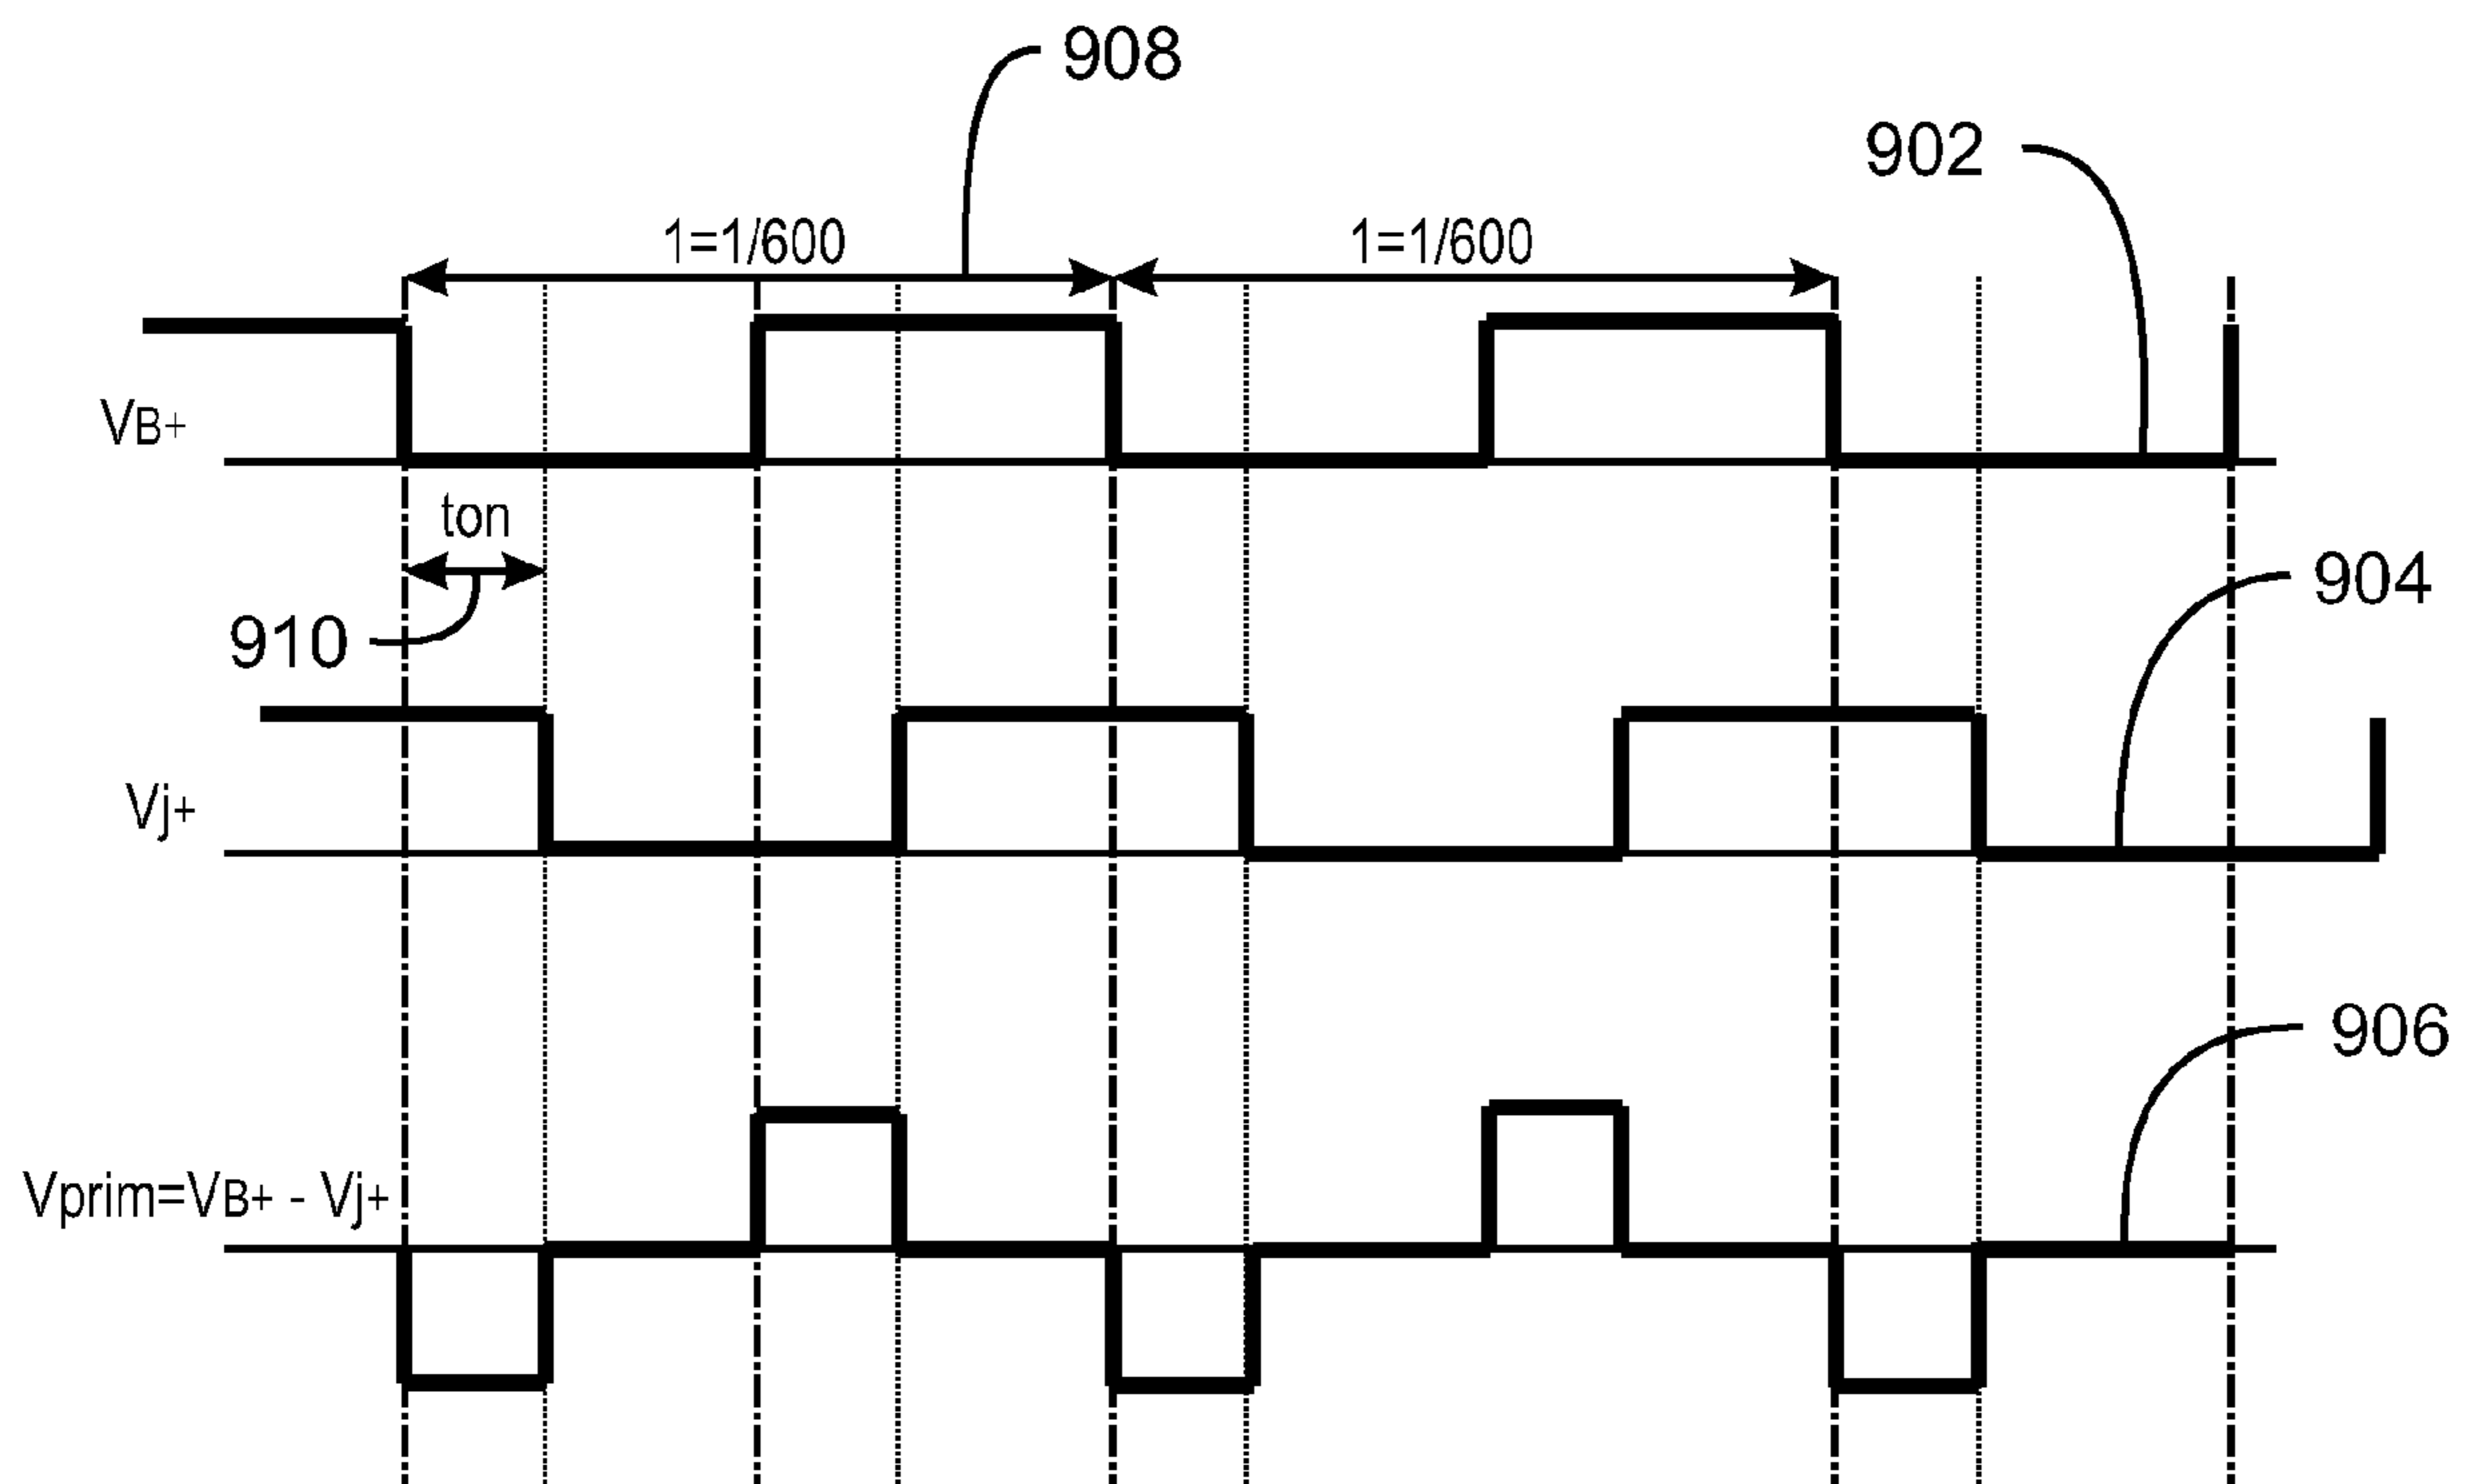 908
902
1=1/600
1=1/600
VB+
ton
904
910
Vj+
906
Vprim=VB+ - Vj+